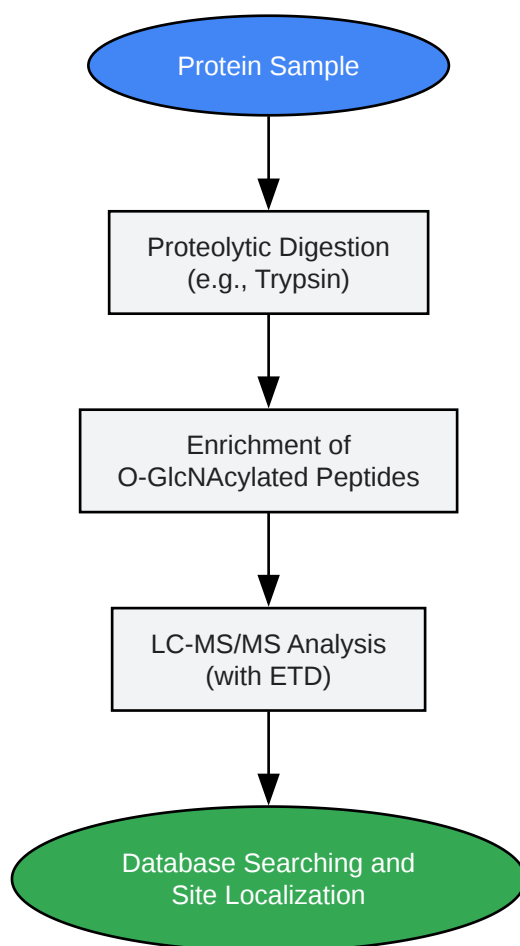 Protein Sample
Proteolytic Digestion
(e.g., Trypsin)
Enrichment of
O-GlcNAcylated Peptides
LC-MS/MS Analysis
(with ETD)
Database Searching and
Site Localization